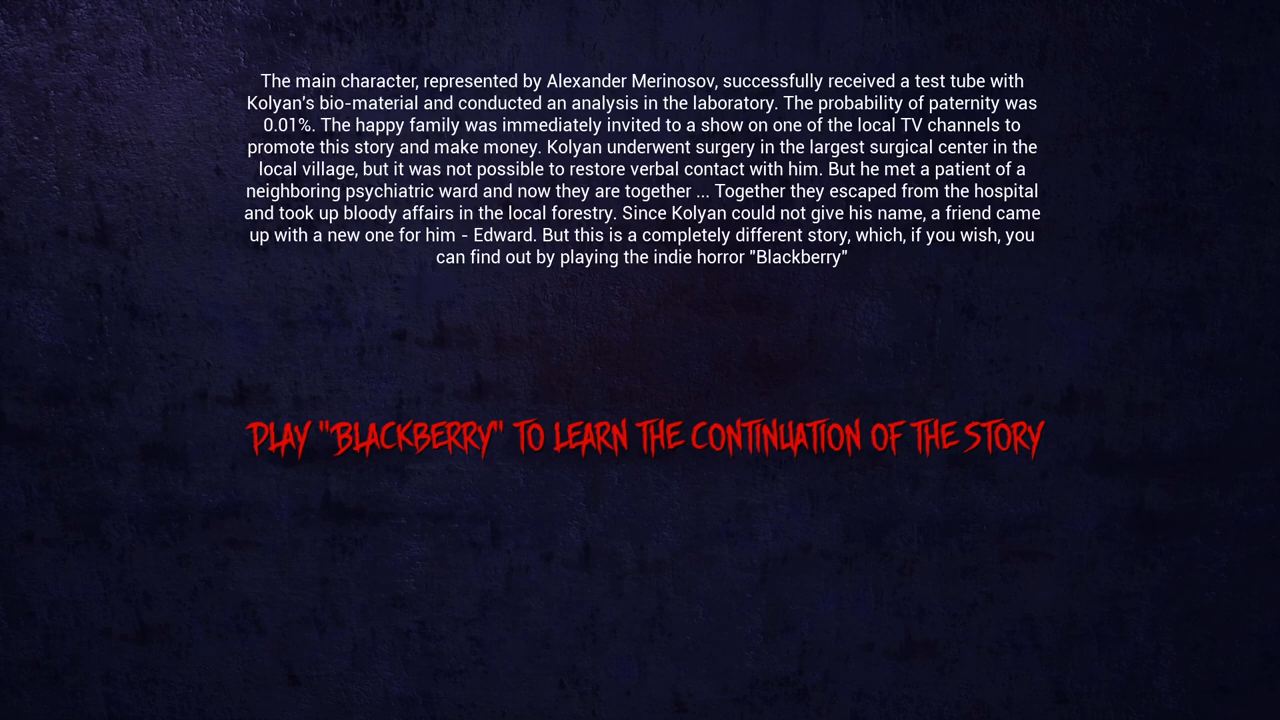 The main character, represented by Alexander Merinosov, successfully received a test tube with
Kolyan's bio-material and conducted an analysis in the laboratory. The probability of paternity was
0.01%. The happy family was immediately invited to a show on one of the local TV channels to
promote this story and make money. Kolyan underwent surgery in the largest surgical center in the
local village, but it was not possible to restore verbal contact with him. But he met a patient of a
neighboring psychiatric ward and now they are together ... Together they escaped from the hospital
and took up bloody affairs in the local forestry. Since Kolyan could not give his name, a friend came
up with a new one for him - Edward. But this is a completely different story, which, if you wish, you
can find out by playing the indie horror "Blackberry"
PLAY "BLACKBERRY" TO LEARN THE CONTINUATION OF THE STORY